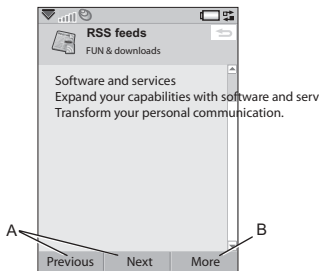 RSS feeds
FUN & downloads
Software and services
Expand your capabilities with software and serv
Transform your personal communication.
A
B
Previous Next More